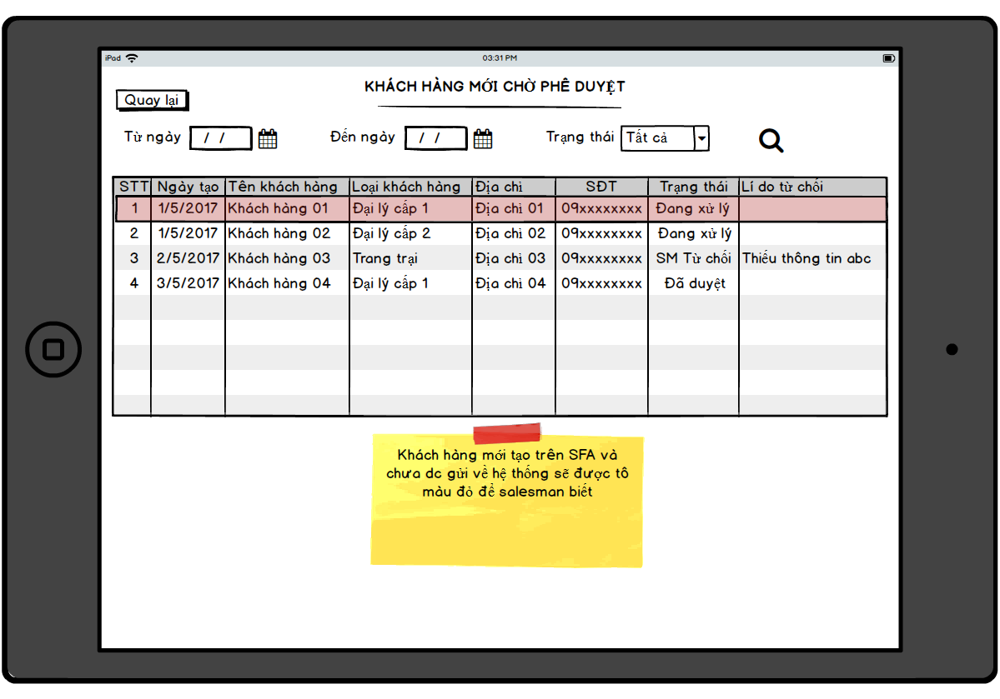 iPad 03:31 PM
KHÁCH HÀNG MỚI CHỜ PHÊ DUYỆT
Quay lại
Từ ngày / / Đến ngày / / Trạng thái Tất cả
STT Ngày tạo Tên khách hàng Loại khách hàng Địa chỉ SĐT Trạng thái Lí do từ chối
1 1/5/2017 Khách hàng 01 Đại lý cấp 1 Địa chỉ 01 09xxxxxxxx Đang xử lý
2 1/5/2017 Khách hàng 02 Đại lý cấp 2 Địa chỉ 02 09xxxxxxxx Đang xử lý
3 2/5/2017 Khách hàng 03 Trang trại Địa chỉ 03 09xxxxxxxx SM Từ chối Thiếu thông tin abc
4 3/5/2017 Khách hàng 04 Đại lý cấp 1 Địa chỉ 04 09xxxxxxxx Đã duyệt
Khách hàng mới tạo trên SFA và
chưa dc gửi về hệ thống sẽ được tô
màu đỏ để salesman biết